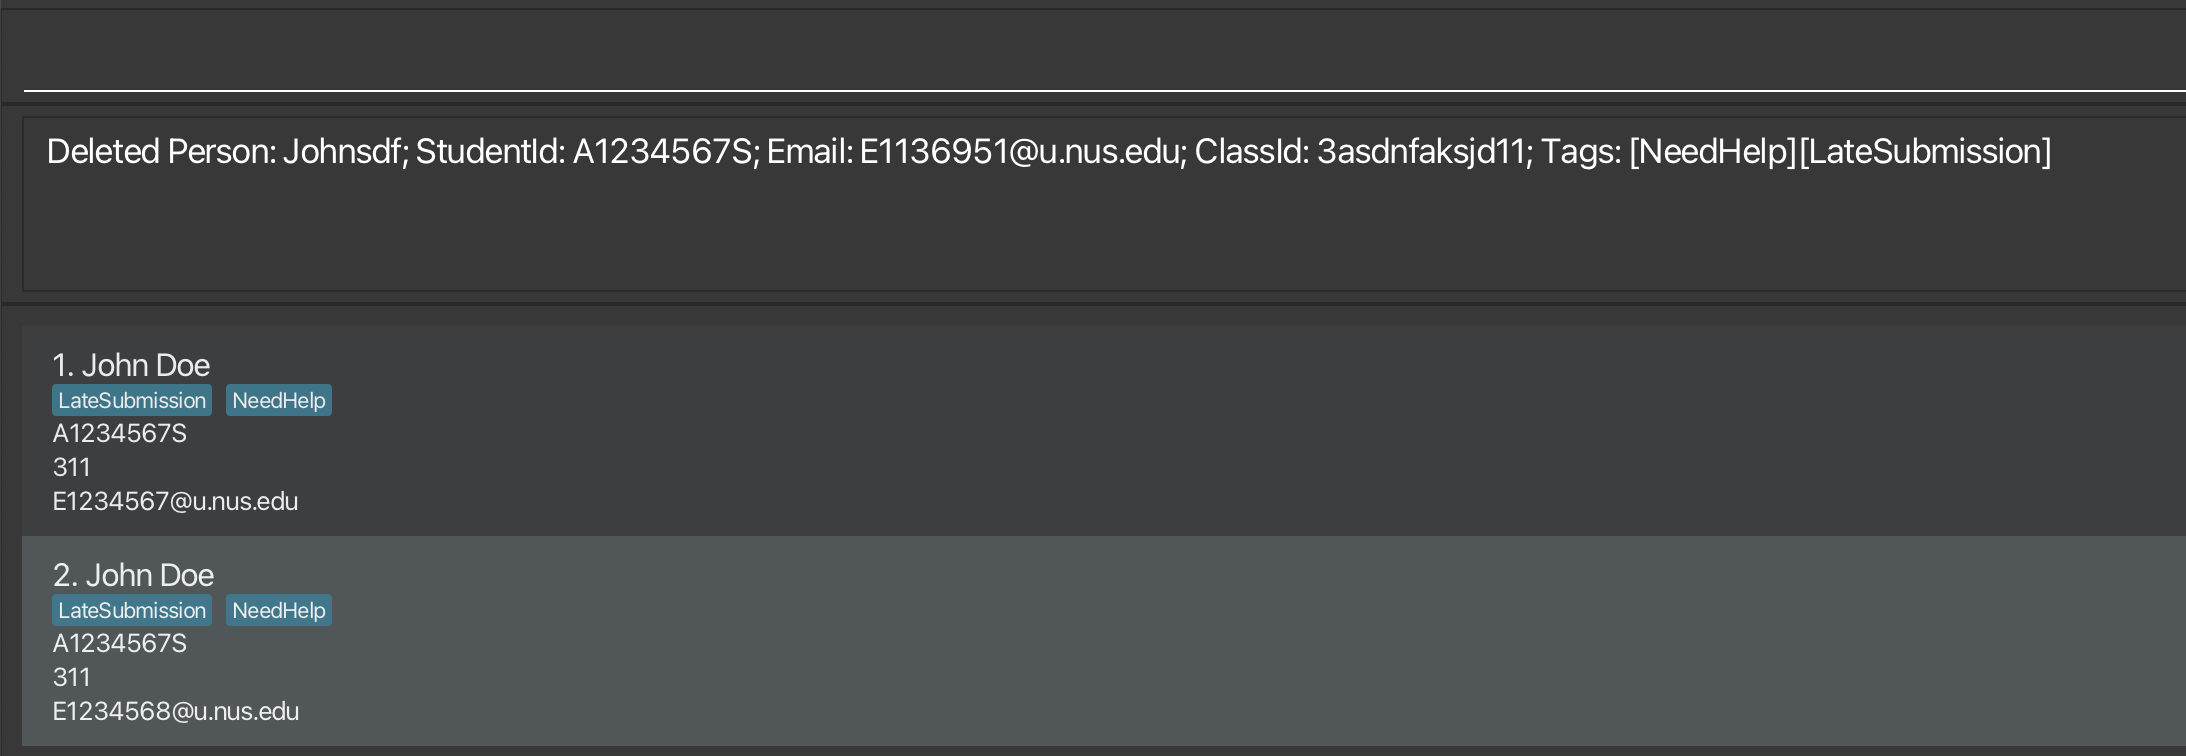 Deleted Person: Johnsdf; StudentId: A1234567S; Email: E1136951@u.nus.edu; ClassId: 3asdnfaksjd11; Tags: [NeedHelp][LateSubmission]
1. John Doe
LateSubmission NeedHelp
A1234567S
311
E1234567@u.nus.edu
2. John Doe
LateSubmission NeedHelp
A1234567S
311
E1234568@u.nus.edu